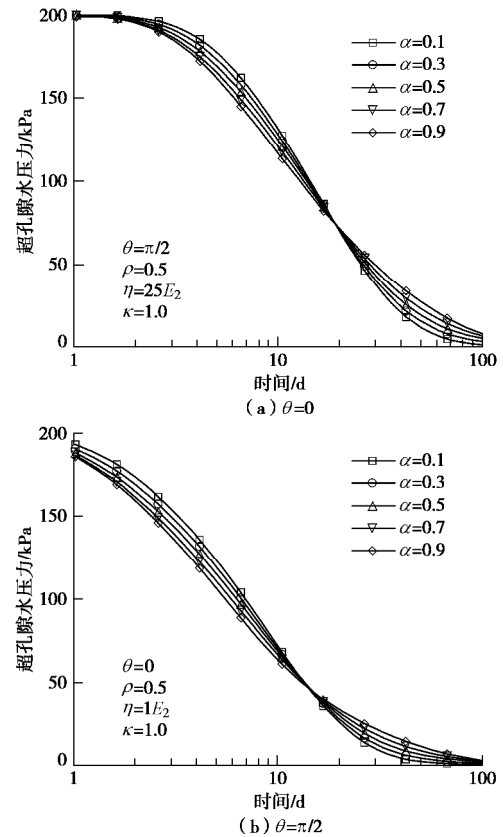 200
150
100
50
0
超孔隙水压力/kPa
α=0.1
α=0.3
α=0.5
α=0.7
α=0.9
θ=π/2
ρ=0.5
η=25E₂
κ=1.0
1 10 100
时间/d
(a) θ=0
200
150
100
50
0
超孔隙水压力/kPa
α=0.1
α=0.3
α=0.5
α=0.7
α=0.9
θ=0
ρ=0.5
η=1E₂
κ=1.0
1 10 100
时间/d
(b) θ=π/2